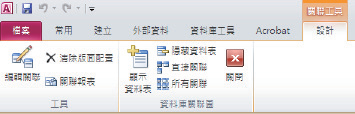 關聯工具
檔案 常用 建立 外部資料 資料庫工具 Acrobat 設計
編輯關聯
清除版面配置
關聯報表
工具
顯示
資料表
隱藏資料表
直接關聯
所有關聯
關閉
資料庫關聯圖